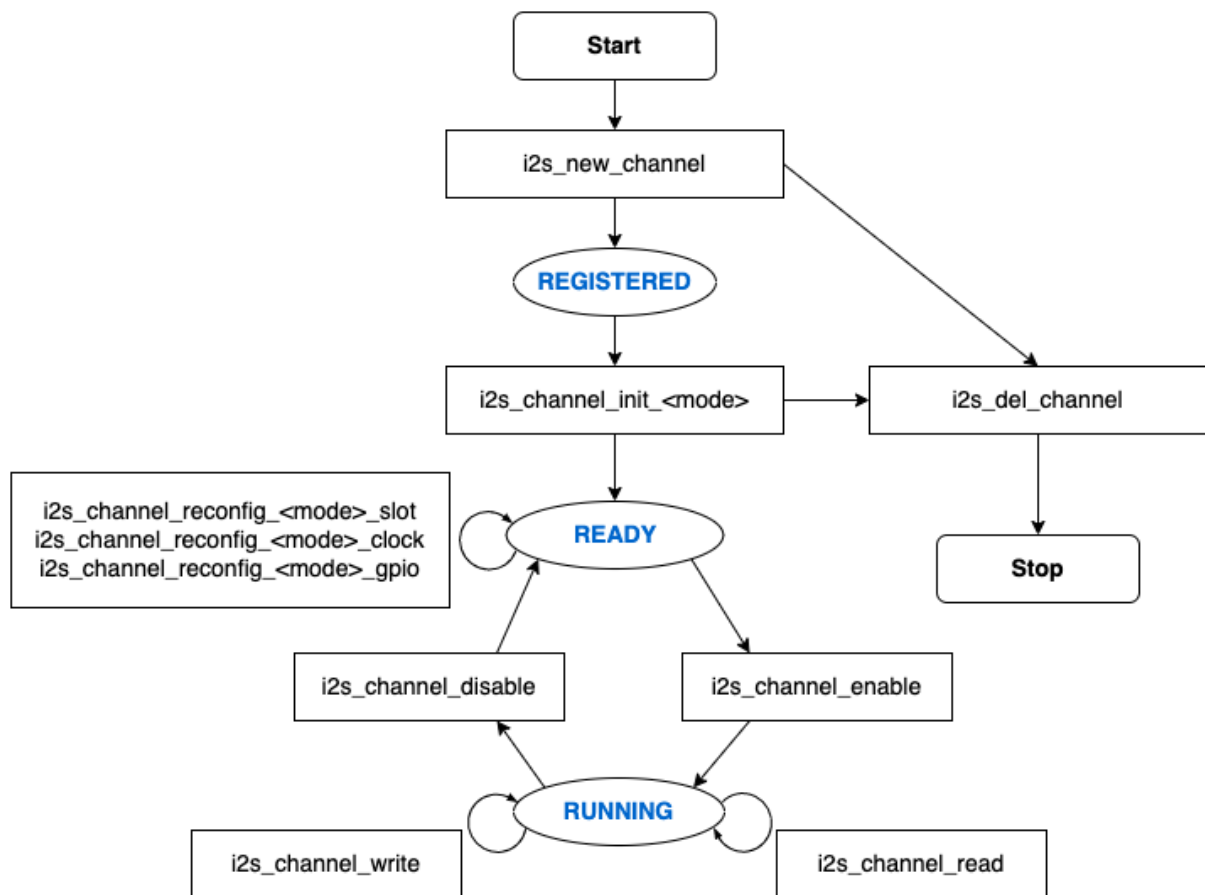 Start
i2s_new_channel
REGISTERED
i2s_channel_init_<mode>
i2s_del_channel
i2s_channel_reconfig_<mode>_slot
i2s_channel_reconfig_<mode>_clock
i2s_channel_reconfig_<mode>_gpio
READY
Stop
i2s_channel_disable
i2s_channel_enable
RUNNING
i2s_channel_write
i2s_channel_read